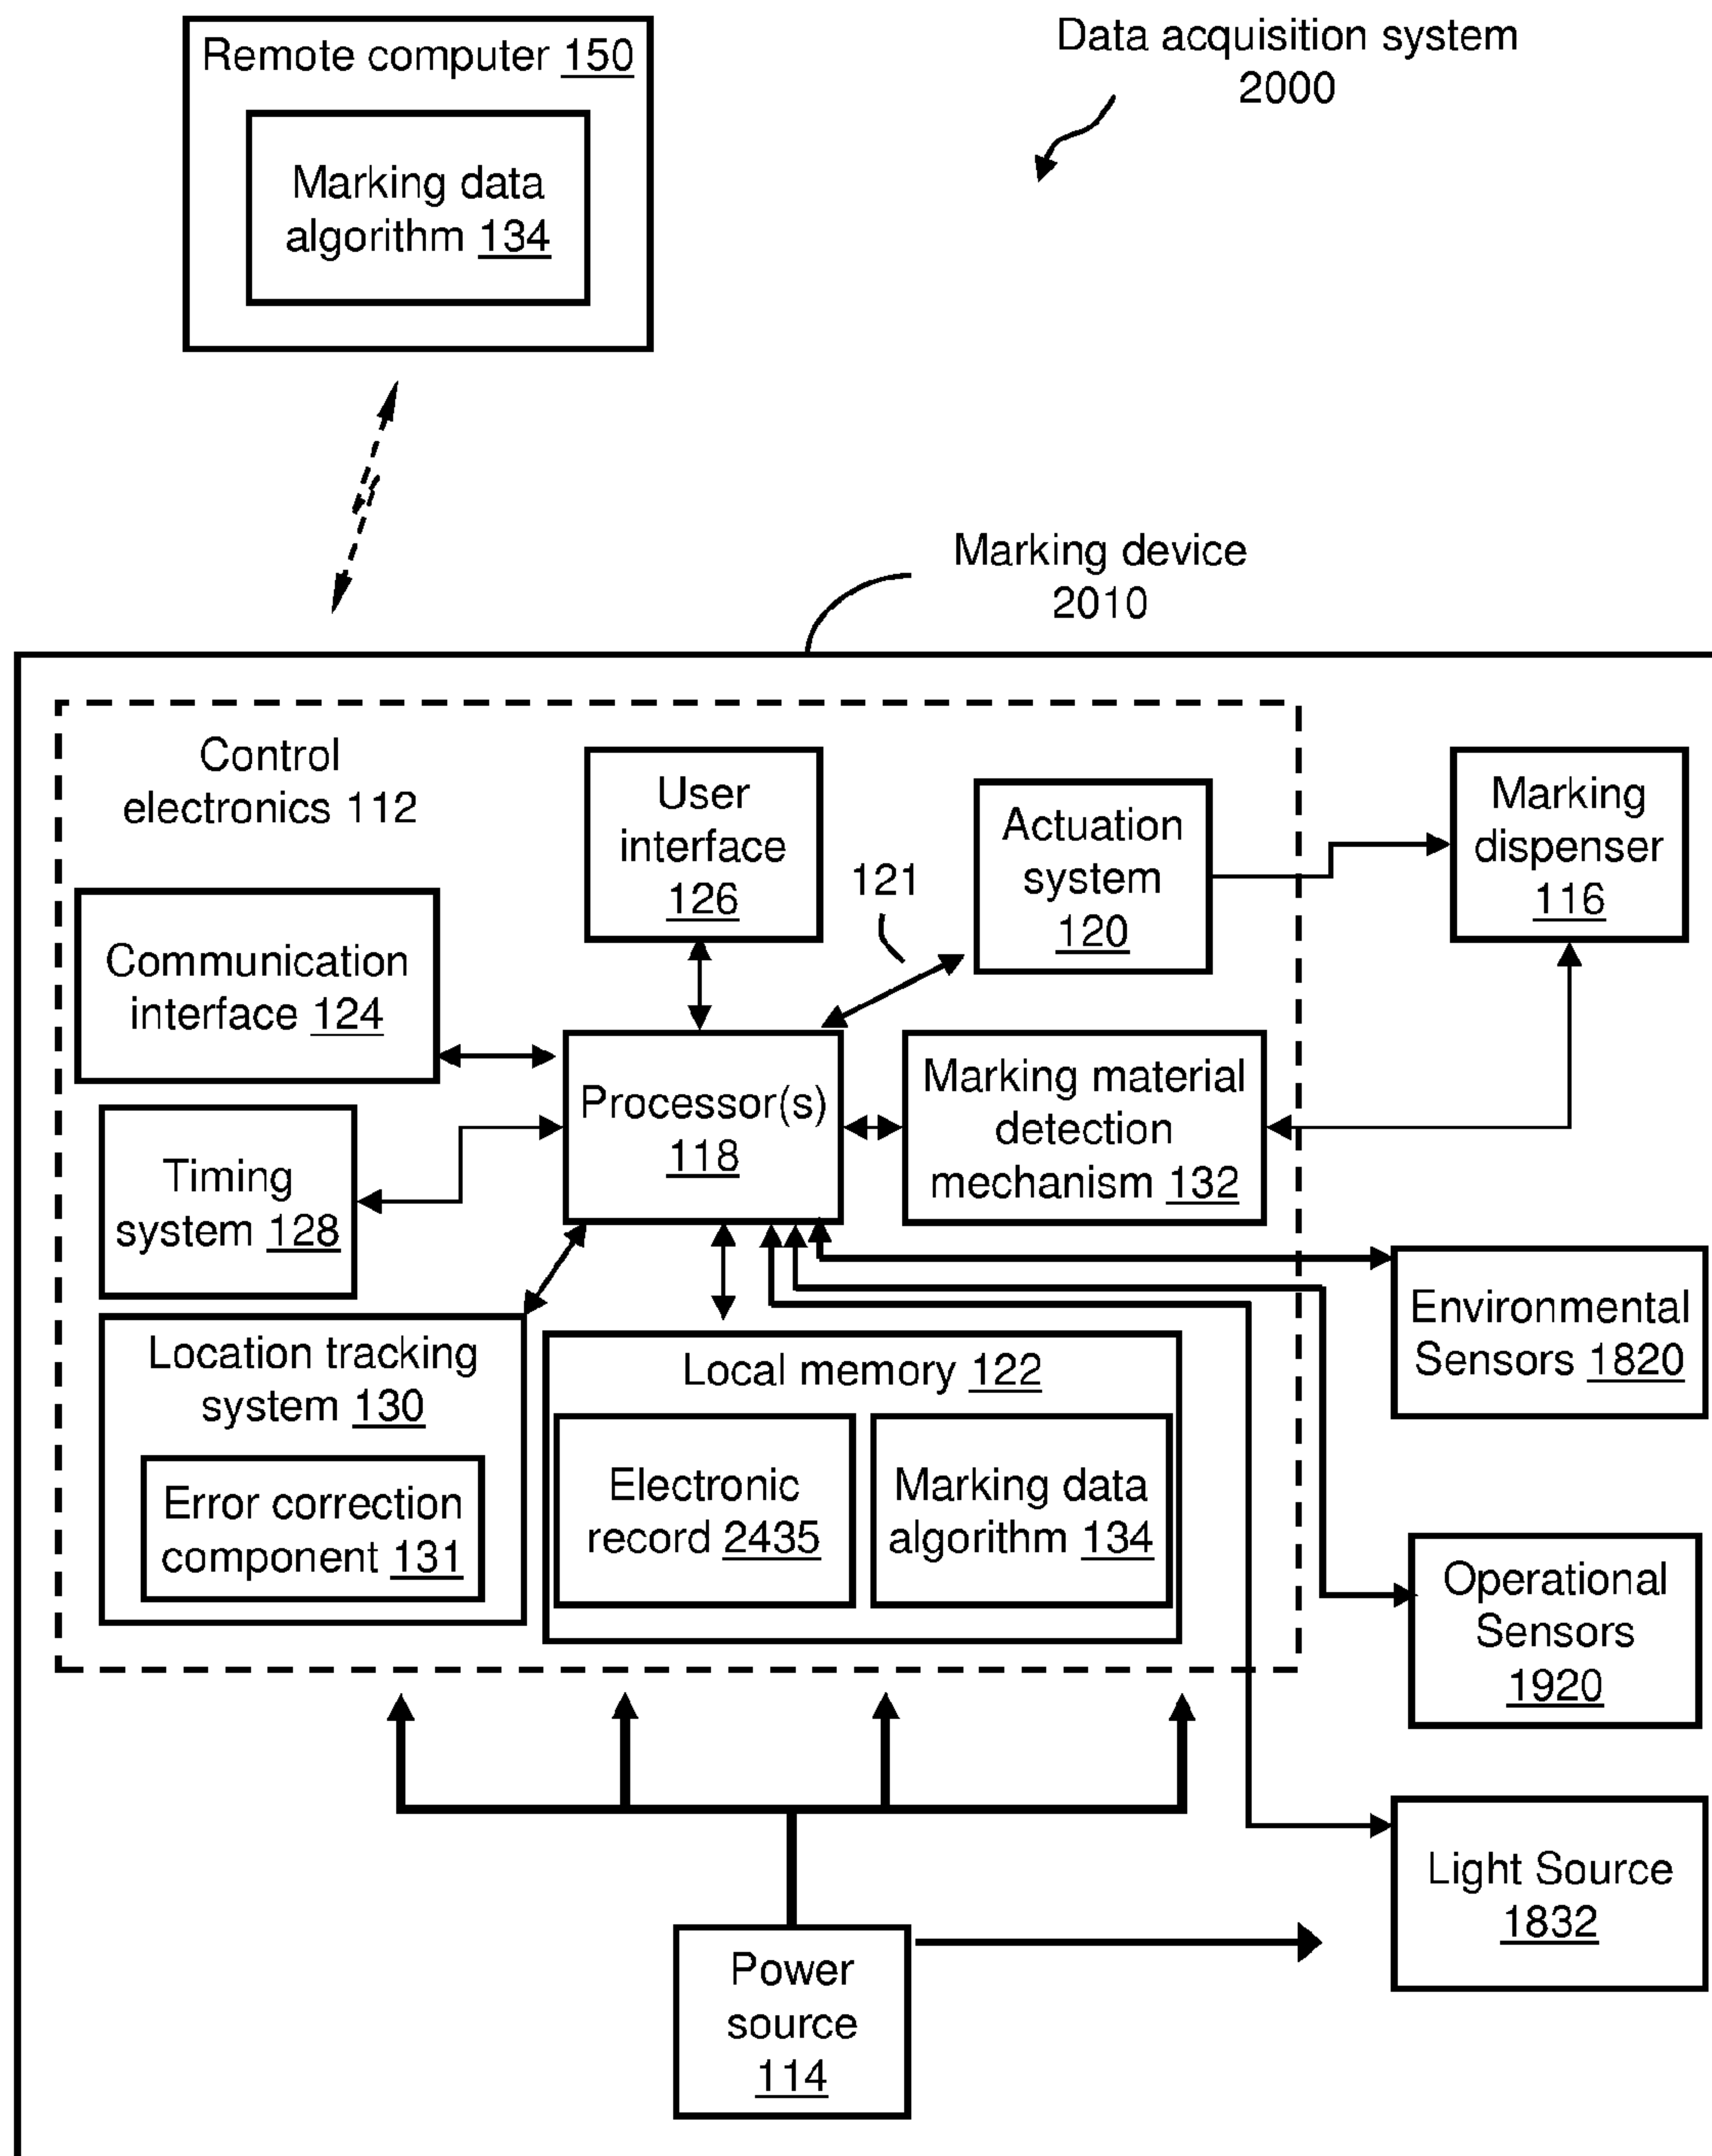 Remote computer 150
Marking data
algorithm 134
Data acquisition system
2000
Marking device
2010
Control
electronics 112
User
interface
126
Actuation
system
120
121
Marking
dispenser
116
Communication
interface 124
Processor(s)
118
Marking material
detection
mechanism 132
Timing
system 128
Location tracking
system 130
Error correction
component 131
Local memory 122
Electronic
record 2435
Marking data
algorithm 134
Environmental
Sensors 1820
Operational
Sensors
1920
Light Source
1832
Power
source
114